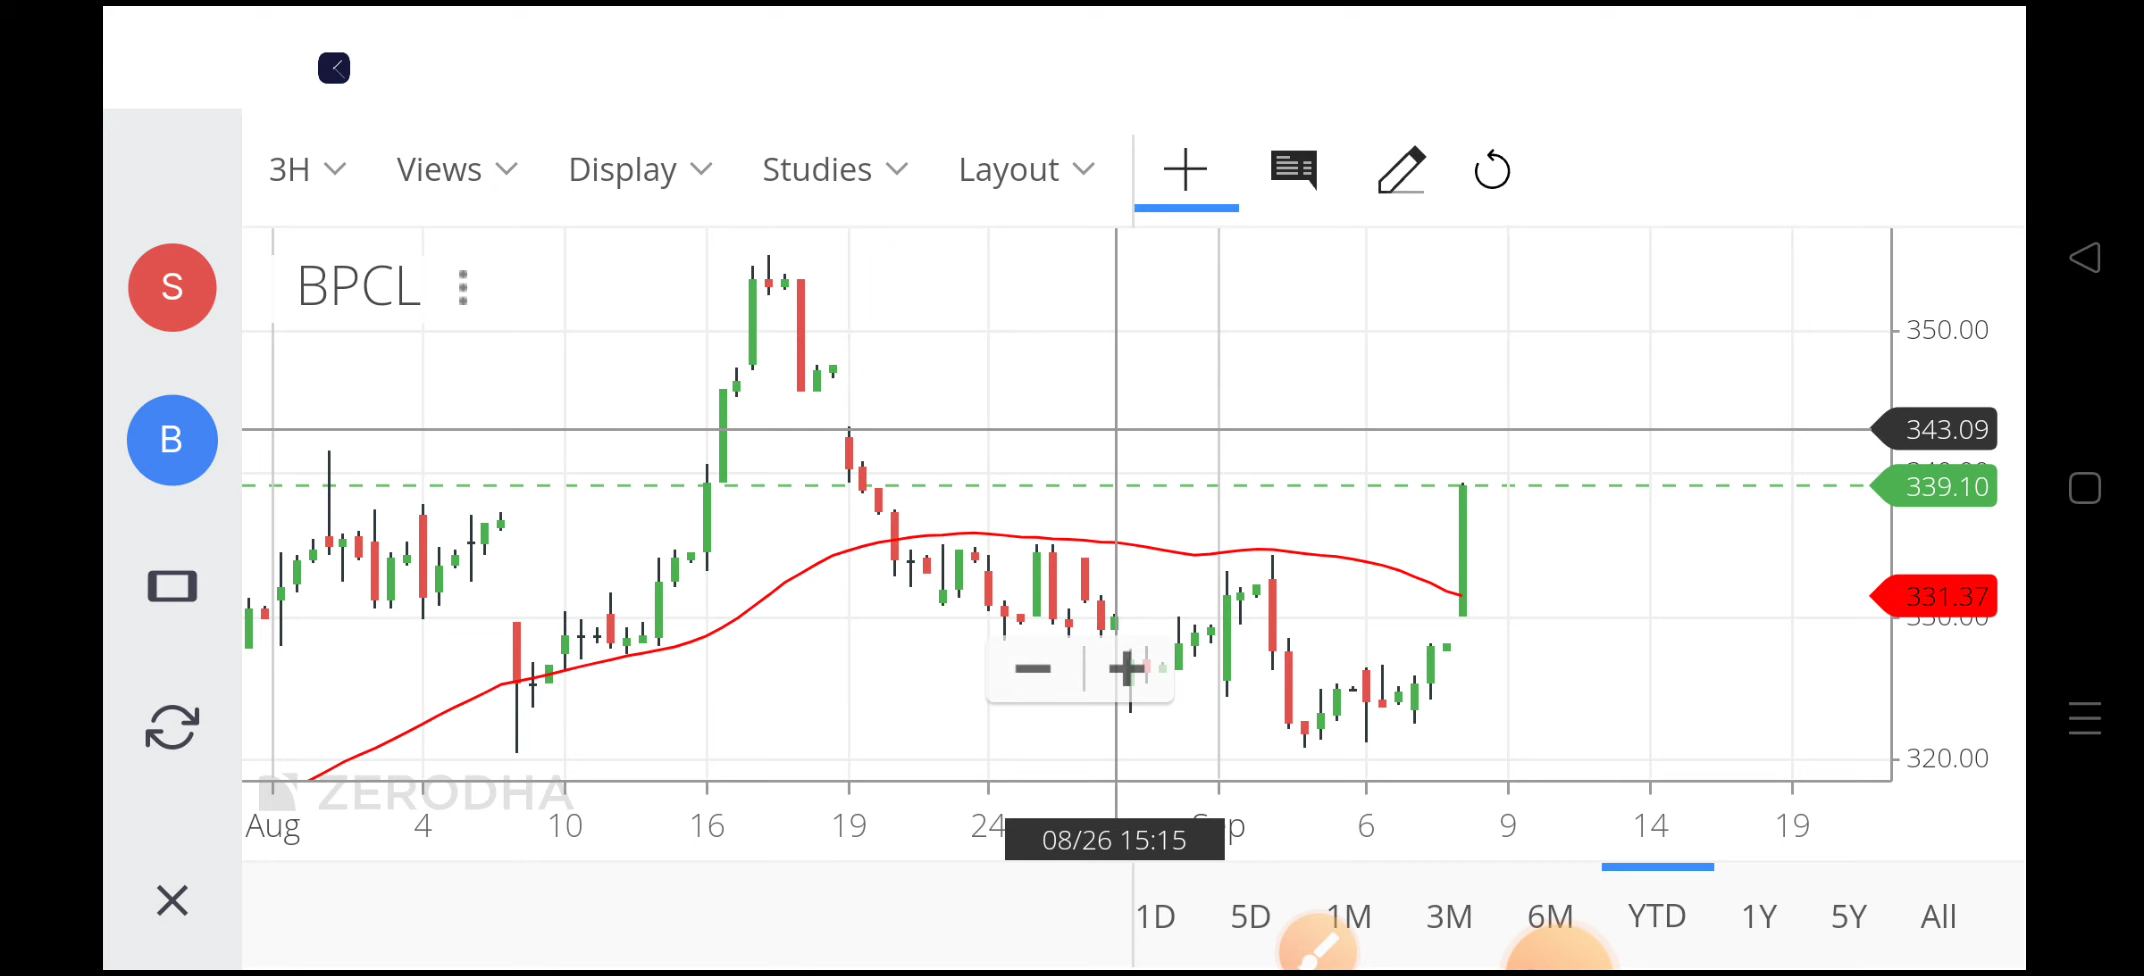 3H Views Display Studies Layout
S
BPCL
350.00
B
343.09
339.10
331.37
320.00
ZERODHA
Aug 4 10 16 19 24 6 9 14 19
08/26 15:15
1D 5D 1M 3M 6M YTD 1Y 5Y All